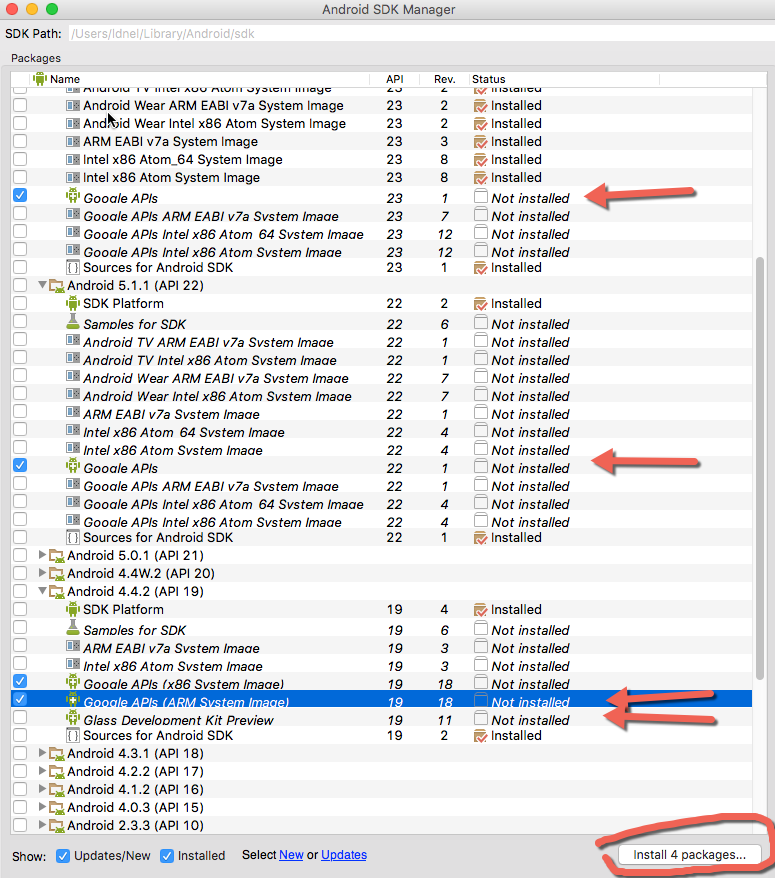 Android SDK Manager
SDK Path: /Users/ldnel/Library/Android/sdk
Packages
Name API Rev. Status
Android TV Intel x86 Atom System Image 23 2 Installed
Android Wear ARM EABI v7a System Image 23 2 Installed
Android Wear Intel x86 Atom System Image 23 2 Installed
ARM EABI v7a System Image 23 3 Installed
Intel x86 Atom_64 System Image 23 8 Installed
Intel x86 Atom System Image 23 8 Installed
Google APIs 23 1 Not installed
Google APIs ARM EABI v7a System Image 23 7 Not installed
Google APIs Intel x86 Atom_64 System Image 23 12 Not installed
Google APIs Intel x86 Atom System Image 23 12 Not installed
Sources for Android SDK 23 1 Installed
Android 5.1.1 (API 22)
SDK Platform 22 2 Installed
Samples for SDK 22 6 Not installed
Android TV ARM EABI v7a System Image 22 1 Not installed
Android TV Intel x86 Atom System Image 22 1 Not installed
Android Wear ARM EABI v7a System Image 22 7 Not installed
Android Wear Intel x86 Atom System Image 22 7 Not installed
ARM EABI v7a System Image 22 1 Not installed
Intel x86 Atom_64 System Image 22 4 Not installed
Intel x86 Atom System Image 22 4 Not installed
Google APIs 22 1 Not installed
Google APIs ARM EABI v7a System Image 22 1 Not installed
Google APIs Intel x86 Atom_64 System Image 22 4 Not installed
Google APIs Intel x86 Atom System Image 22 4 Not installed
Sources for Android SDK 22 1 Installed
Android 5.0.1 (API 21)
Android 4.4W.2 (API 20)
Android 4.4.2 (API 19)
SDK Platform 19 4 Installed
Samples for SDK 19 6 Not installed
ARM EABI v7a System Image 19 3 Not installed
Intel x86 Atom System Image 19 3 Not installed
Google APIs (x86 System Image) 19 18 Not installed
Google APIs (ARM System Image) 19 18 Not installed
Glass Development Kit Preview 19 11 Not installed
Sources for Android SDK 19 2 Installed
Android 4.3.1 (API 18)
Android 4.2.2 (API 17)
Android 4.1.2 (API 16)
Android 4.0.3 (API 15)
Android 2.3.3 (API 10)
Show: Updates/New Installed Select New or Updates Install 4 packages...